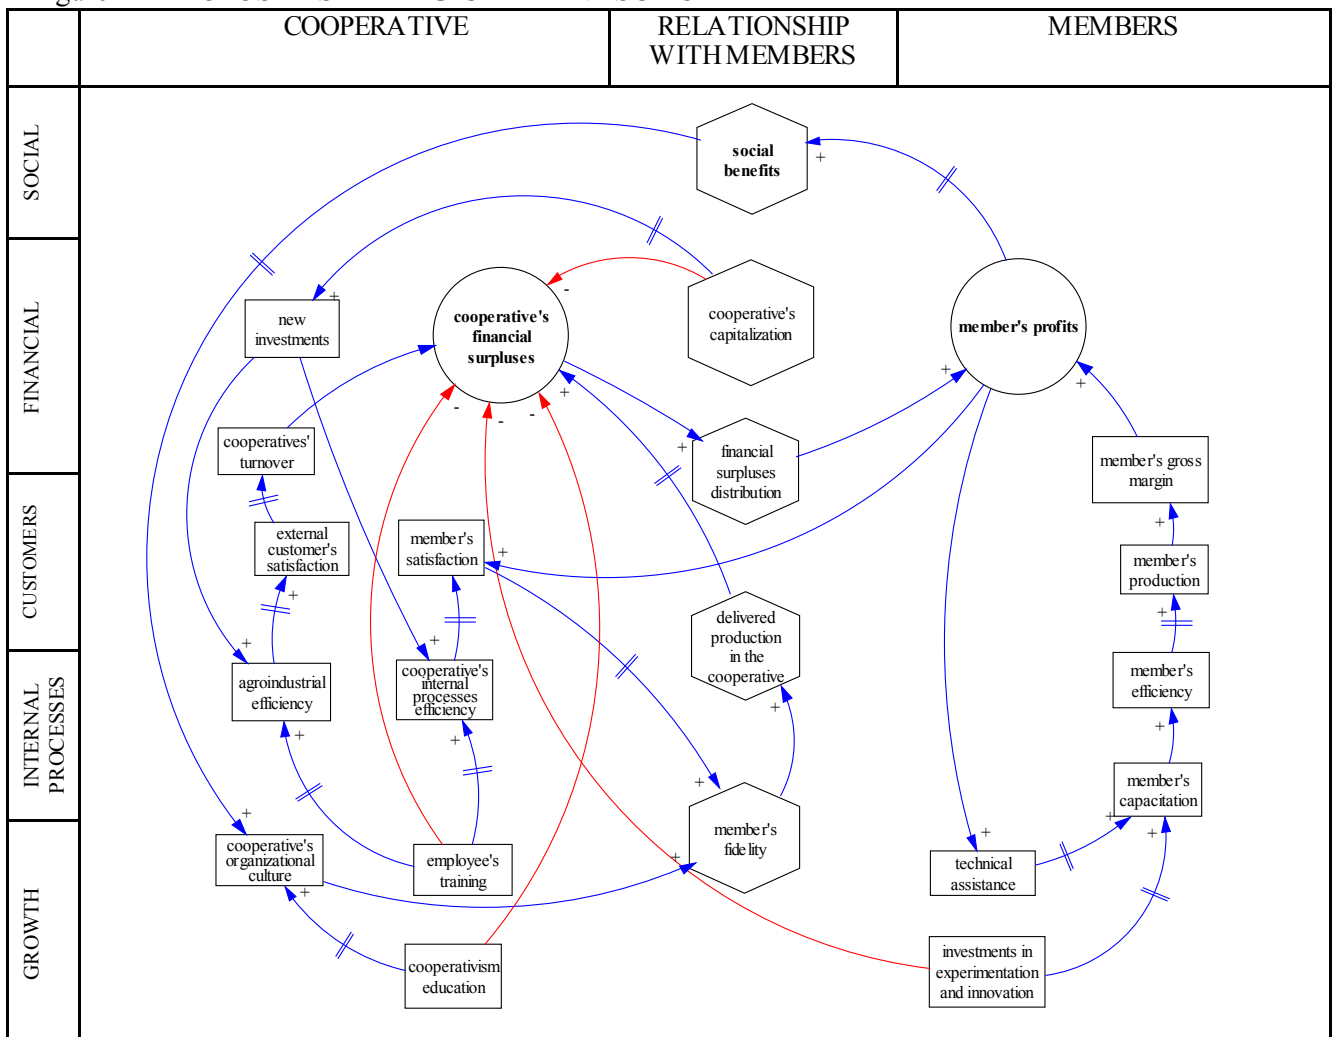 COOPERATIVE
RELATIONSHIP
WITH MEMBERS
MEMBERS
SOCIAL
social
benefits
+
FINANCIAL
new
investments
+
cooperative's
financial
surpluses
-
-
-
-
+
cooperative's
capitalization
member's profits
+
+
cooperatives'
turnover
financial
surpluses
distribution
+
member's gross
margin
+
CUSTOMERS
external
customer's
satisfaction
+
member's
satisfaction
+
delivered
production
in the
cooperative
+
member's
production
+
INTERNAL
PROCESSES
agroindustrial
efficiency
+
+
cooperative's
internal
processes
efficiency
+
+
member's
efficiency
+
member's
fidelity
+
+
member's
capacitation
+
+
GROWTH
cooperative's
organizational
culture
+
+
employee's
training
technical
assistance
+
cooperativism
education
investments in
experimentation
and innovation